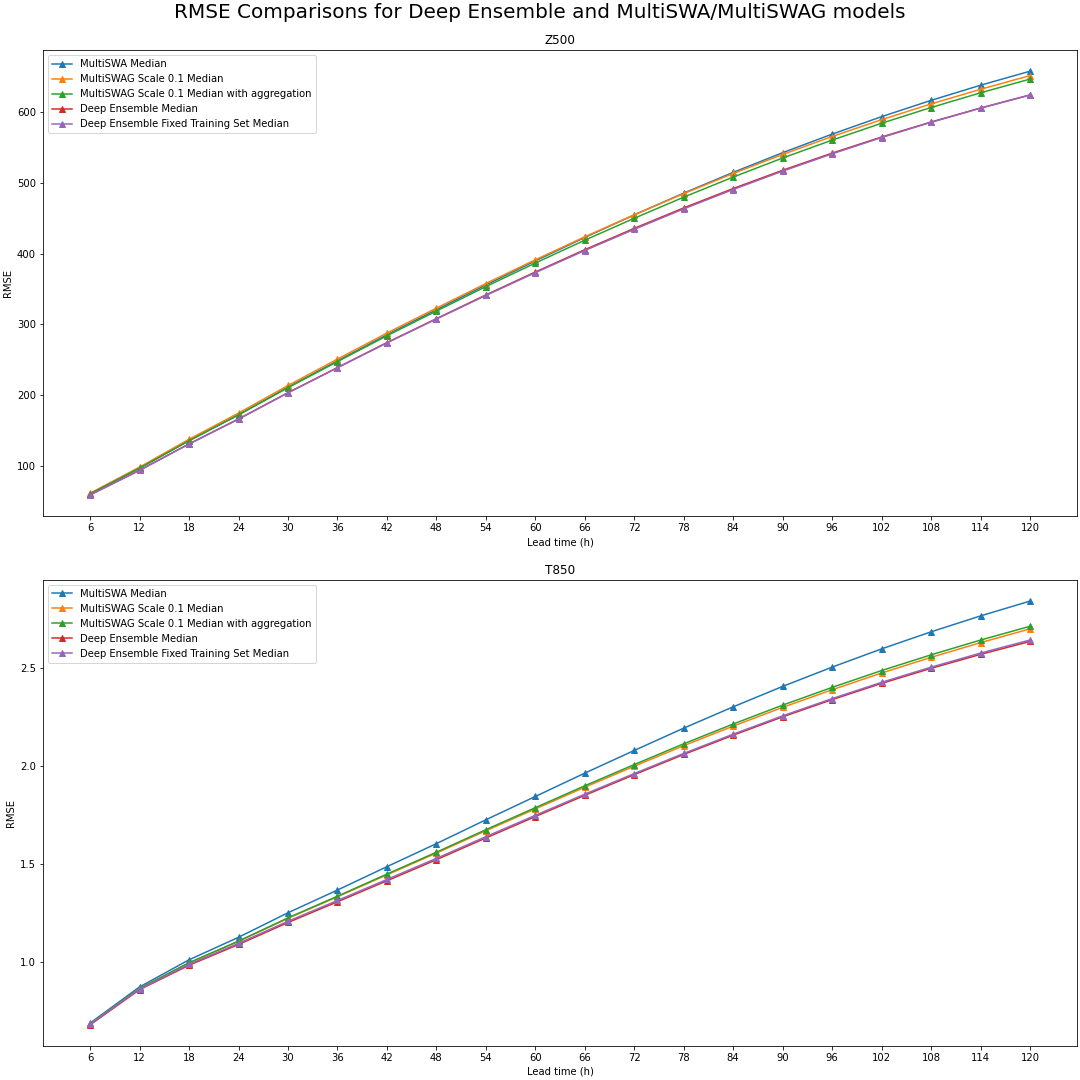 RMSE Comparisons for Deep Ensemble and MultiSWA/MultiSWAG models
Z500
MultiSWA Median
MultiSWAG Scale 0.1 Median
MultiSWAG Scale 0.1 Median with aggregation
Deep Ensemble Median
Deep Ensemble Fixed Training Set Median
600
500
400
300
200
100
RMSE
6 12 18 24 30 36 42 48 54 60 66 72 78 84 90 96 102 108 114 120
Lead time (h)
T850
MultiSWA Median
MultiSWAG Scale 0.1 Median
MultiSWAG Scale 0.1 Median with aggregation
Deep Ensemble Median
Deep Ensemble Fixed Training Set Median
2.5
2.0
1.5
1.0
RMSE
6 12 18 24 30 36 42 48 54 60 66 72 78 84 90 96 102 108 114 120
Lead time (h)